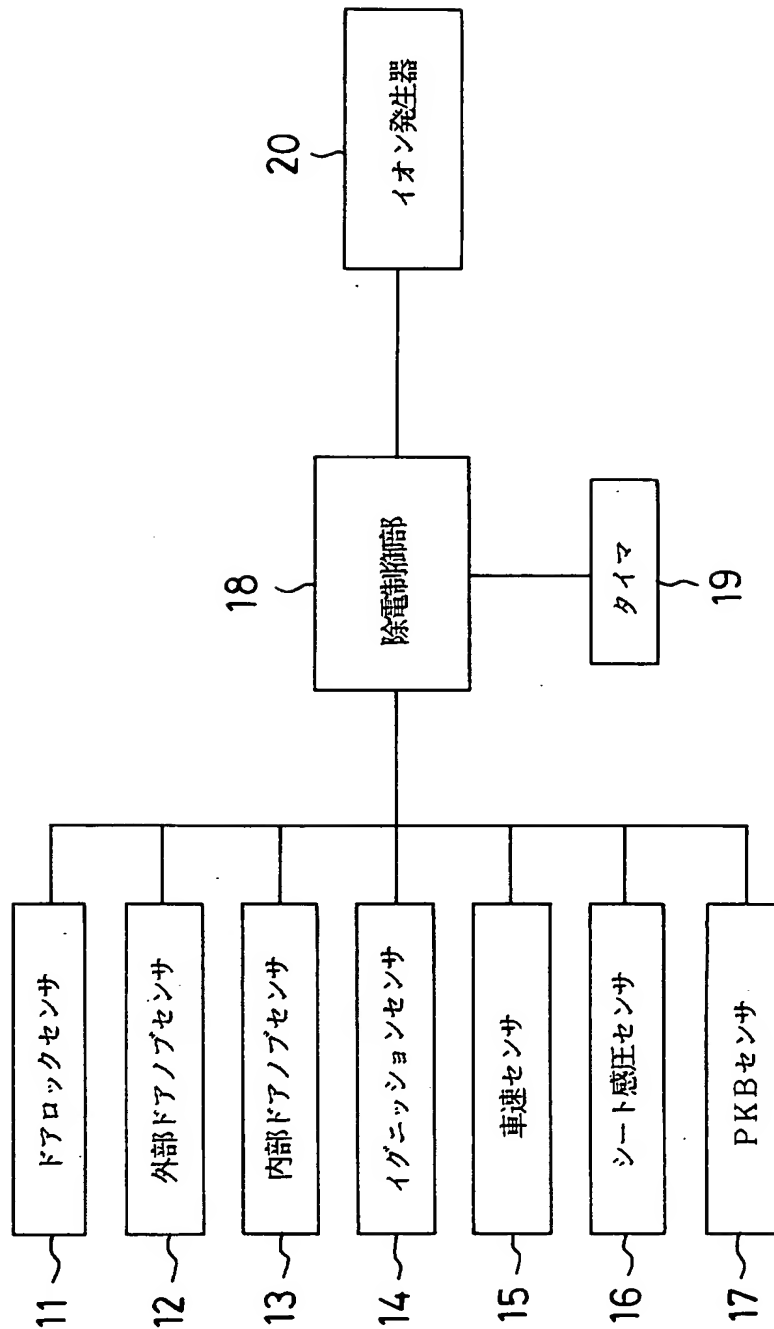 11
ドアロックセンサ
12
外部ドアノブセンサ
13
内部ドアノブセンサ
14
イグニッションセンサ
15
車速センサ
16
シート感圧センサ
17
PKBセンサ
18
除電制御部
19
タイマ
20
イオン発生器